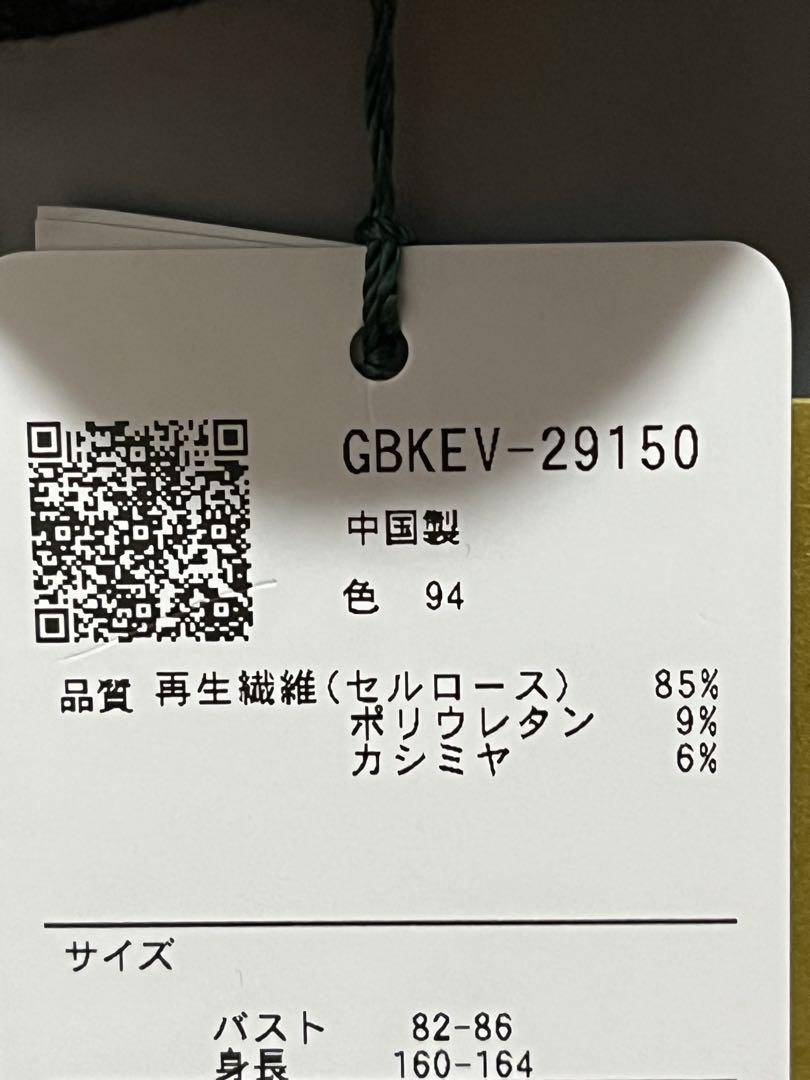 GBKEV-29150
中国製
色 94
品質 再生繊維(セルロース) 85%
ポリウレタン 9%
カシミヤ 6%
サイズ
バスト 82-86
身長 160-164